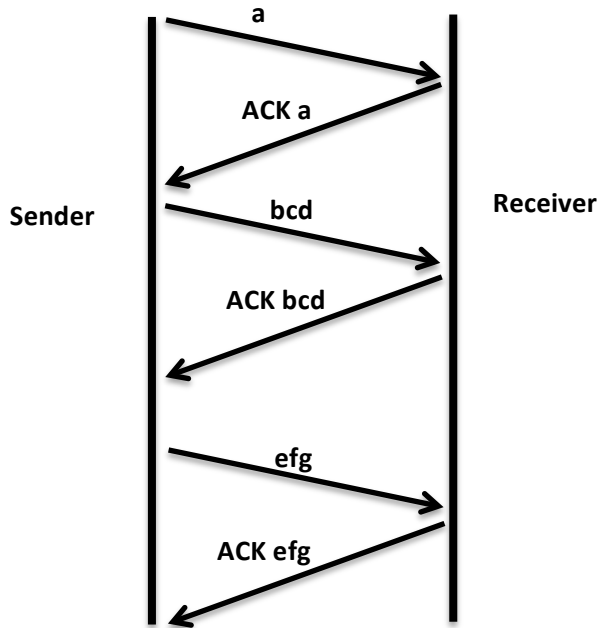 a
ACK a
Sender
bcd
Receiver
ACK bcd
efg
ACK efg